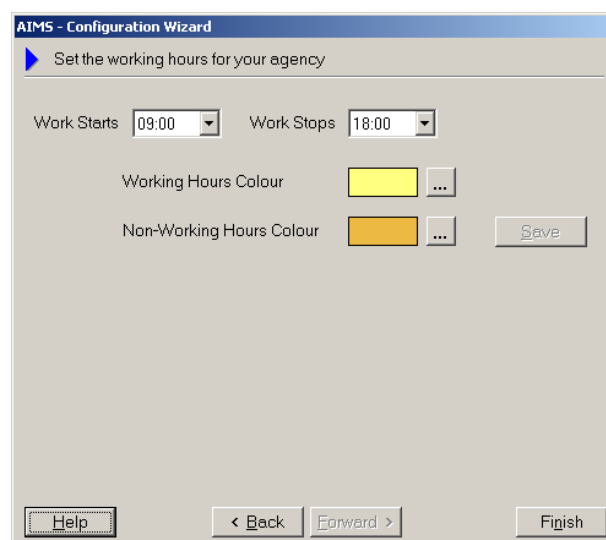 AIMS - Configuration Wizard
Set the working hours for your agency
Work Starts 09:00 Work Stops 18:00
Working Hours Colour ...
Non-Working Hours Colour ... Save
Help < Back Forward > Finish